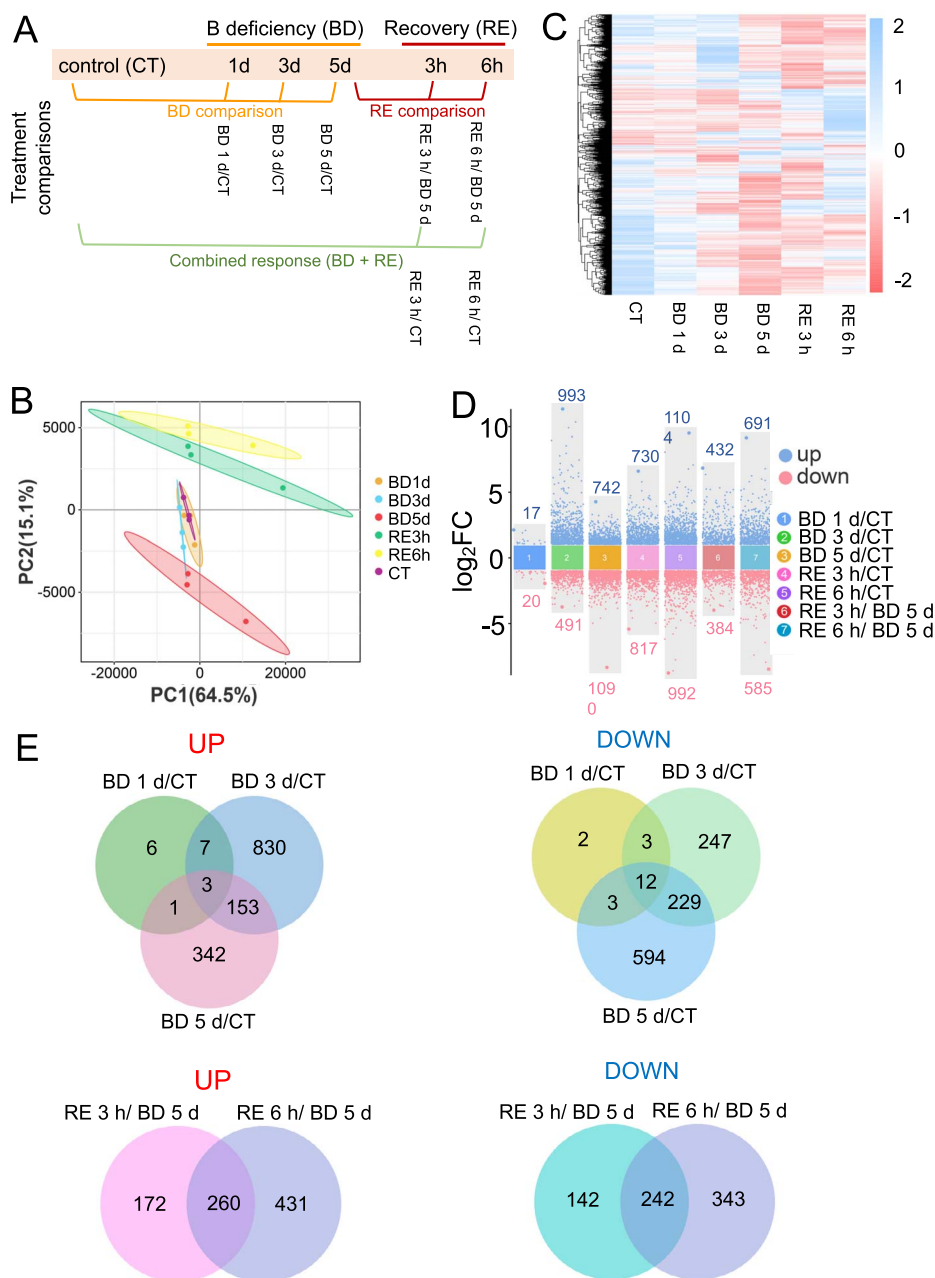 A
B deficiency (BD)
Recovery (RE)
control (CT)
1d
3d
5d
3h
6h
BD comparison
RE comparison
Treatment
comparisons
BD 1 d/CT
BD 3 d/CT
BD 5 d/CT
RE 3 h/ BD 5 d
RE 6 h/ BD 5 d
Combined response (BD + RE)
RE 3 h/ CT
RE 6 h/ CT
C
2
1
0
-1
-2
CT
BD 1 d
BD 3 d
BD 5 d
RE 3 h
RE 6 h
B
5000
0
-5000
PC2(15.1%)
-20000
0
20000
PC1(64.5%)
BD1d
BD3d
BD5d
RE3h
RE6h
CT
D
log2FC
10
5
0
-5
17
993
742
730
110
4
432
691
1
2
3
4
5
6
7
20
491
109
0
817
992
384
585
up
down
1 BD 1 d/CT
2 BD 3 d/CT
3 BD 5 d/CT
4 RE 3 h/CT
5 RE 6 h/CT
6 RE 3 h/ BD 5 d
7 RE 6 h/ BD 5 d
E
UP
BD 1 d/CT
BD 3 d/CT
6
7
830
3
1
153
342
BD 5 d/CT
DOWN
BD 1 d/CT
BD 3 d/CT
2
3
247
12
3
229
594
BD 5 d/CT
UP
RE 3 h/ BD 5 d
RE 6 h/ BD 5 d
172
260
431
DOWN
RE 3 h/ BD 5 d
RE 6 h/ BD 5 d
142
242
343